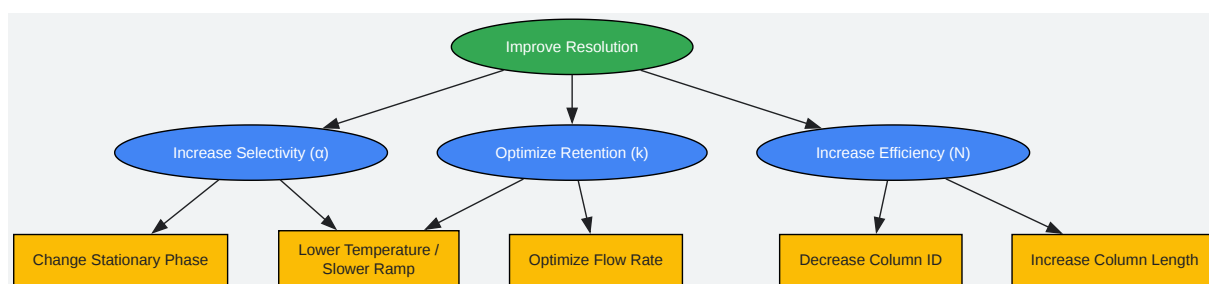 Improve Resolution
Increase Selectivity (α)
Optimize Retention (k)
Increase Efficiency (N)
Change Stationary Phase
Lower Temperature /
Slower Ramp
Optimize Flow Rate
Decrease Column ID
Increase Column Length